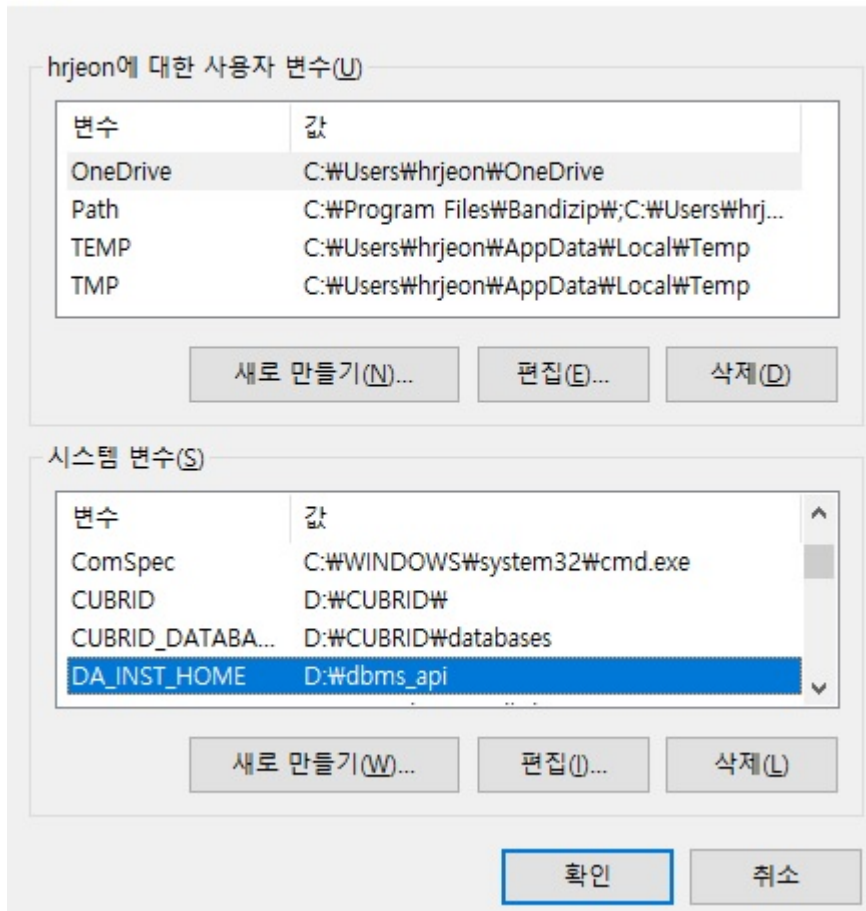 hrjeon에 대한 사용자 변수(U)
변수 값
OneDrive C:₩Users₩hrjeon₩OneDrive
Path C:₩Program Files₩Bandizip₩;C:₩Users₩hrj...
TEMP C:₩Users₩hrjeon₩AppData₩Local₩Temp
TMP C:₩Users₩hrjeon₩AppData₩Local₩Temp
새로 만들기(N)... 편집(E)... 삭제(D)
시스템 변수(S)
변수 값
ComSpec C:₩WINDOWS₩system32₩cmd.exe
CUBRID D:₩CUBRID₩
CUBRID_DATABA... D:₩CUBRID₩databases
DA_INST_HOME D:₩dbms_api
새로 만들기(W)... 편집(I)... 삭제(L)
확인 취소